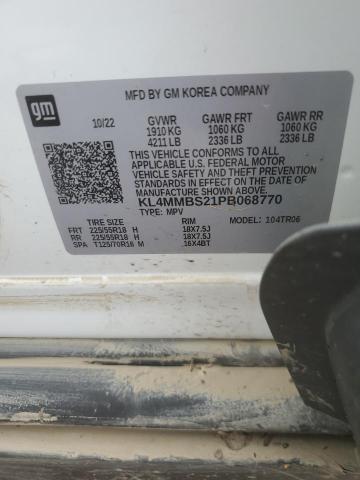 MFD BY GM KOREA COMPANY
gm
10/22 GVWR GAWR FRT GAWR RR
1910 KG 1060 KG 1060 KG
4211 LB 2336 LB 2336 LB
THIS VEHICLE CONFORMS TO ALL
APPLICABLE U.S. FEDERAL MOTOR
VEHICLE SAFETY AND THEFT PREVENTION
STANDARDS IN EFFECT ON THE DATE OF
MANUFACTURE SHOWN ABOVE.
KL4MMBS21PB068770
TYPE: MPV
TIRE SIZE RIM MODEL: 104TR06
FRT 225/55R18 H 18X7.5J
RR 225/55R18 H 18X7.5J
SPA T125/70R16 M 16X4BT